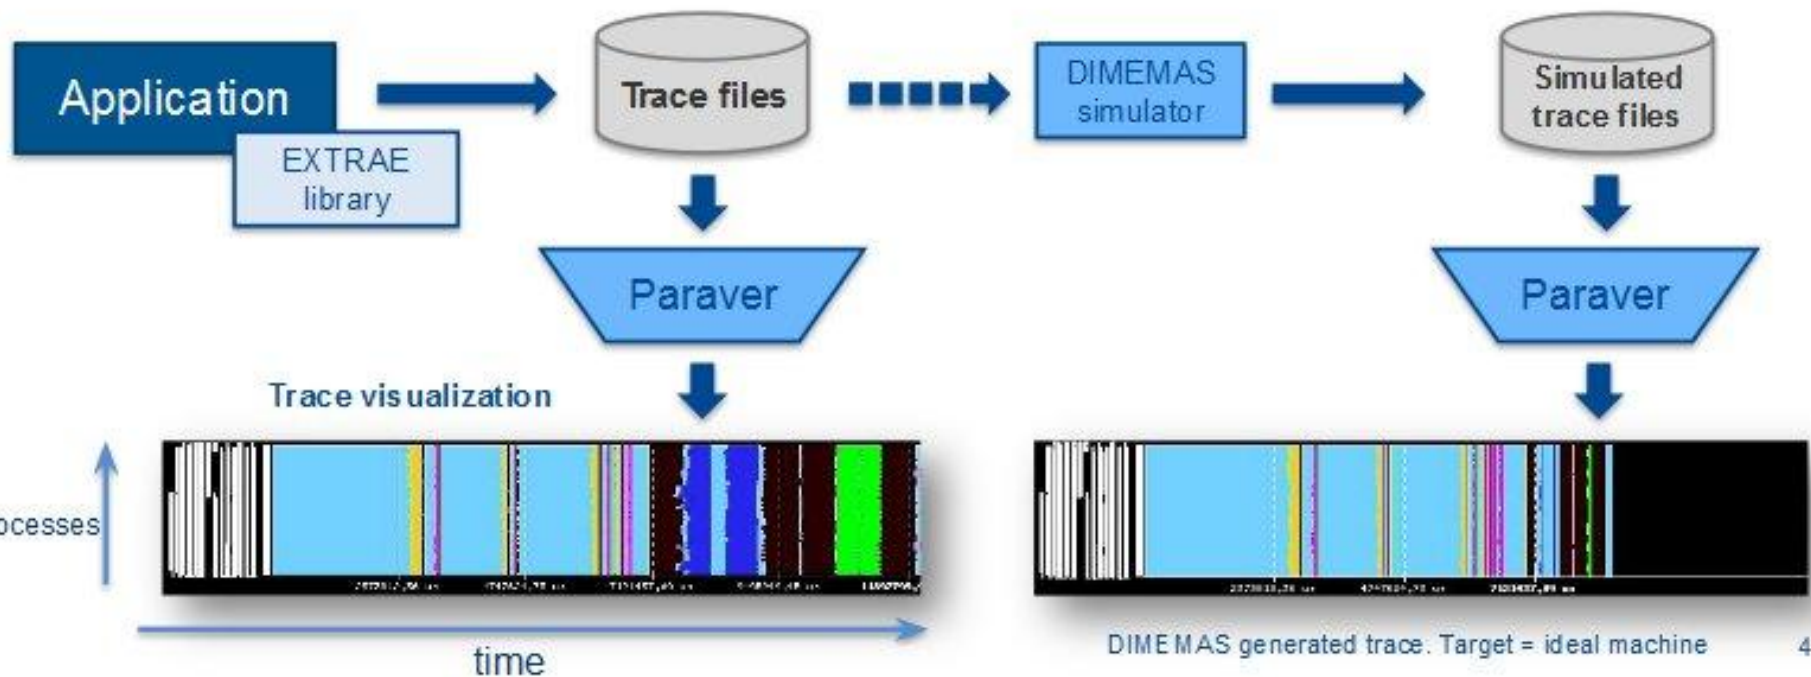 Application
EXTRAE
library
Trace files
DIMEMAS
simulator
Simulated
trace files
Paraver
Paraver
Trace visualization
ocesses
time
DIMEMAS generated trace. Target = ideal machine
4